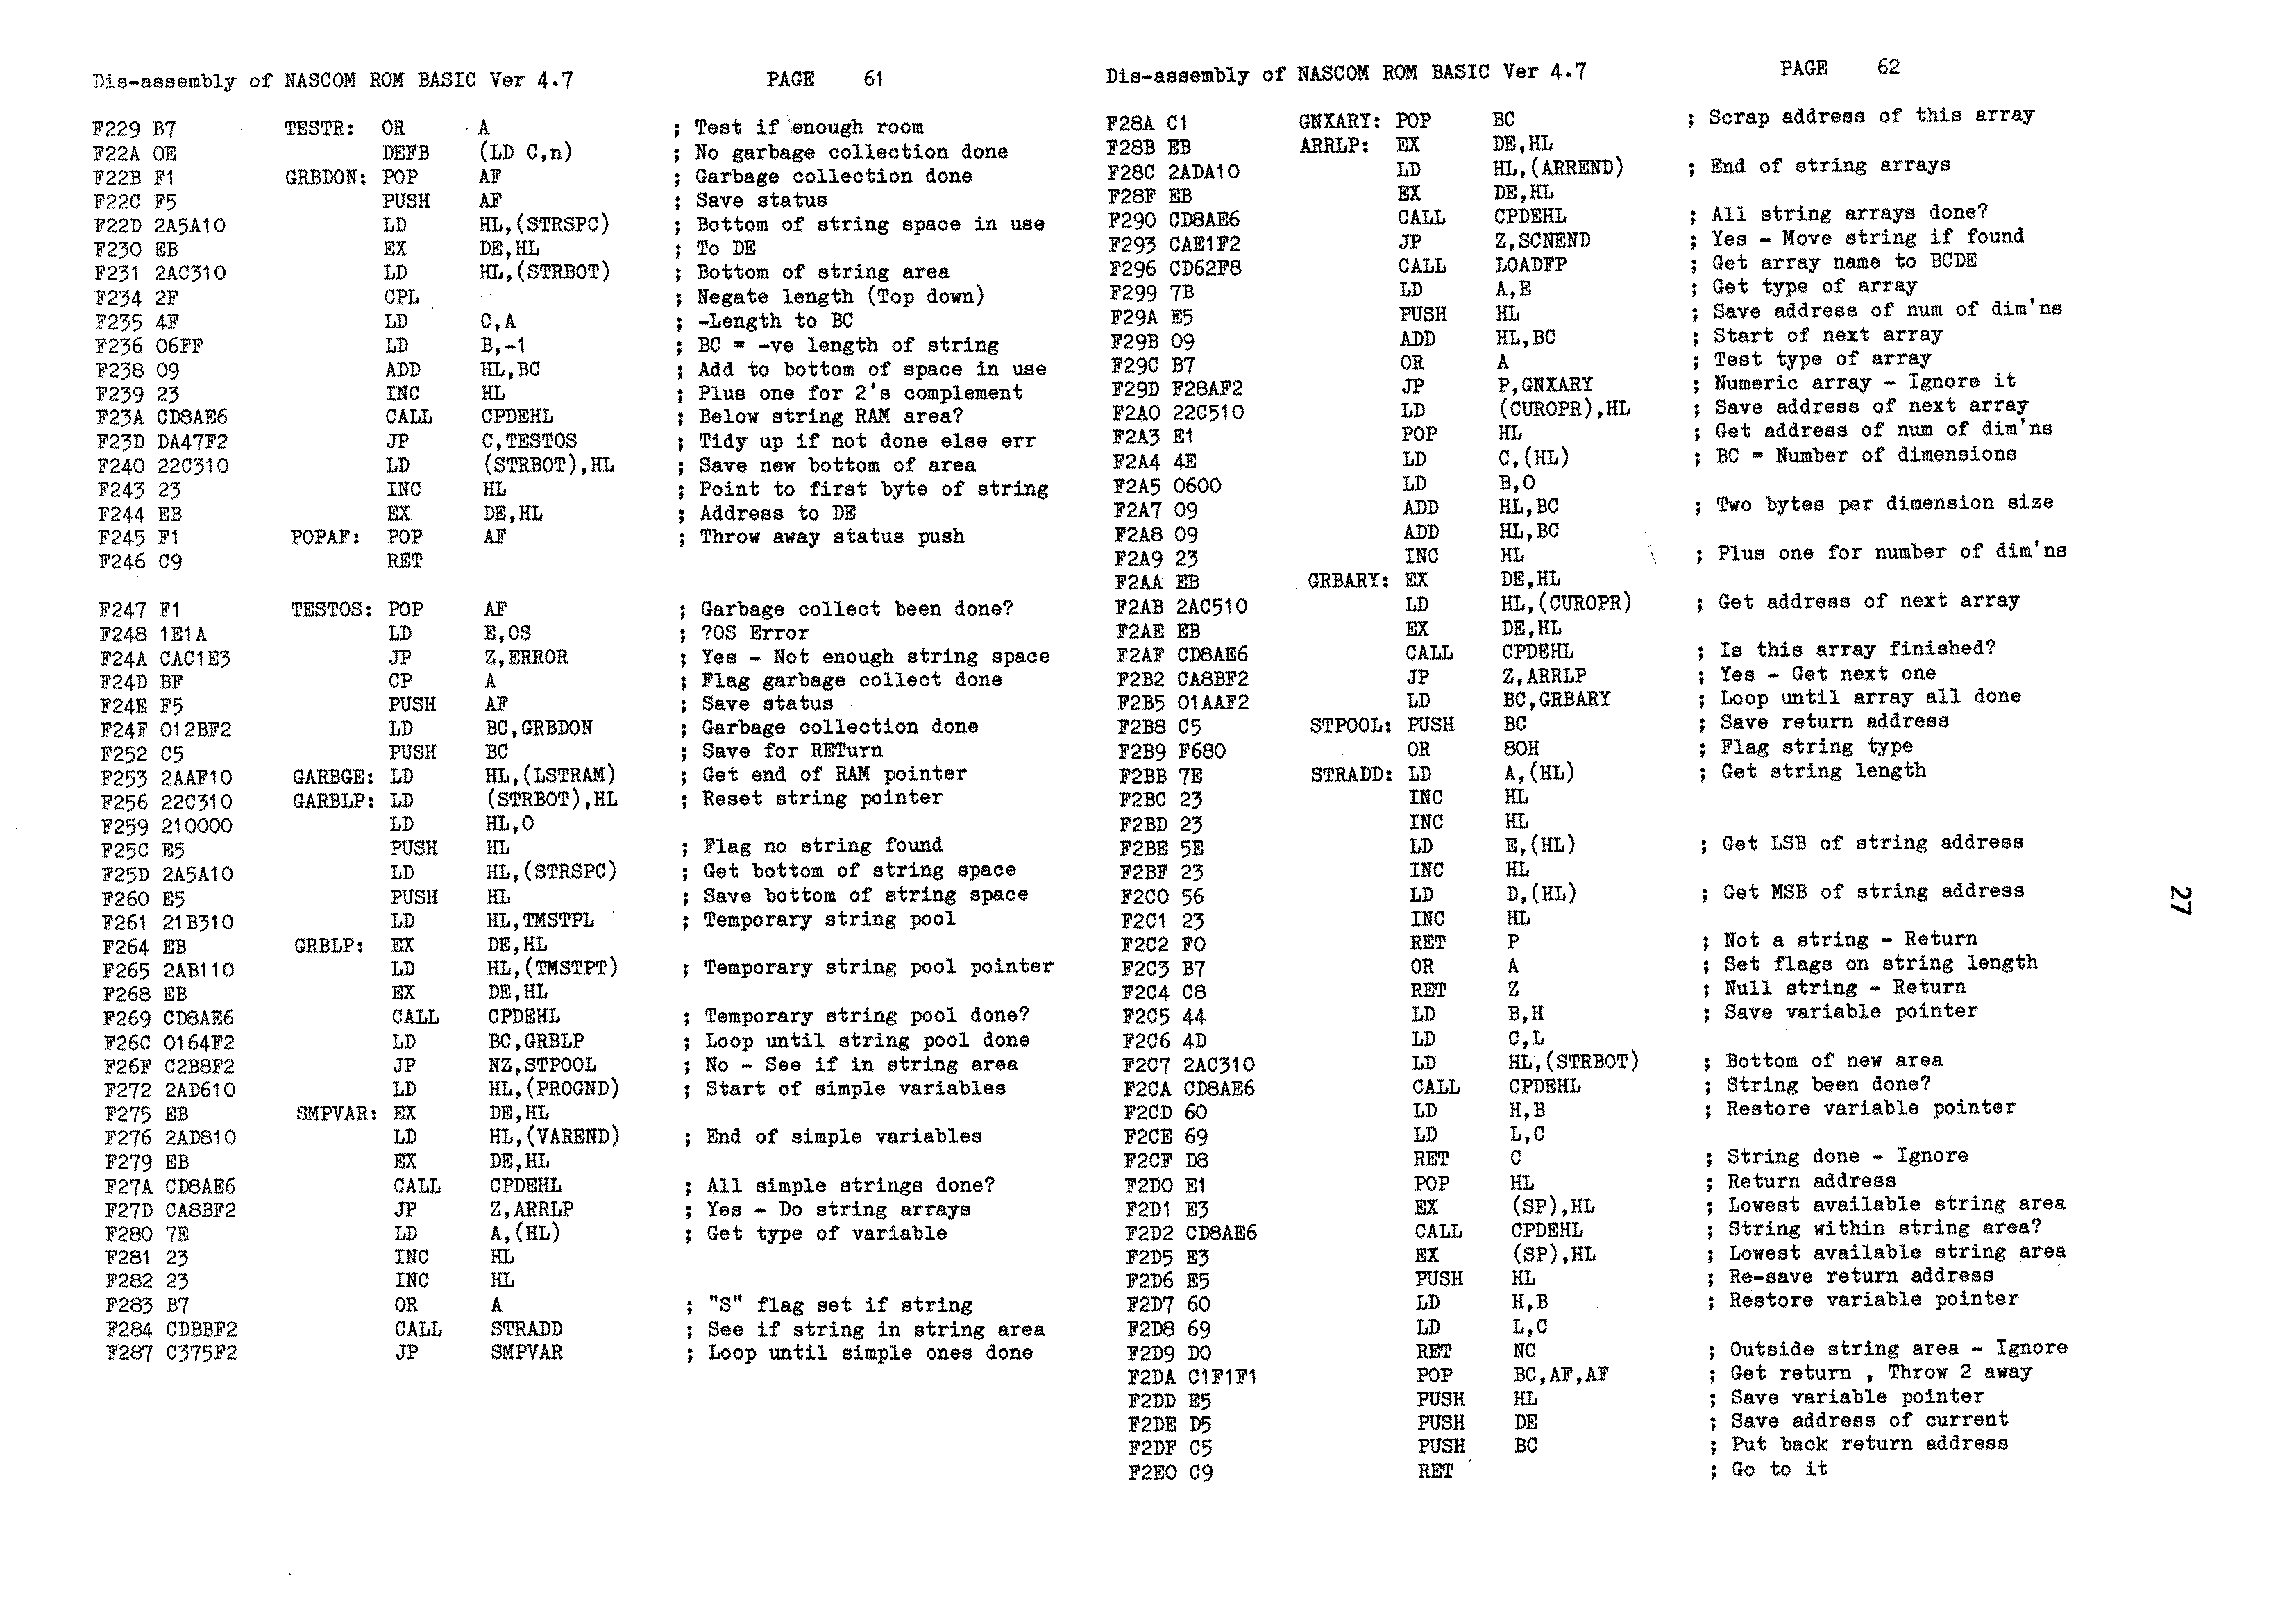 Dis-assembly of NASCOM ROM BASIC Ver 4.7 PAGE 61
F229 B7 TESTR: OR A ; Test if enough room
F22A 0E DEFB (LD C,n) ; No garbage collection done
F22B F1 GRBDON: POP AF ; Garbage collection done
F22C F5 PUSH AF ; Save status
F22D 2A5A10 LD HL,(STRSPC) ; Bottom of string space in use
F230 EB EX DE,HL ; To DE
F231 2AC310 LD HL,(STRBOT) ; Bottom of string area
F234 2F CPL ; Negate length (Top down)
F235 4F LD C,A ; -Length to BC
F236 06FF LD B,-1 ; BC = -ve length of string
F238 09 ADD HL,BC ; Add to bottom of space in use
F239 23 INC HL ; Plus one for 2's complement
F23A CD8AE6 CALL CPDEHL ; Below string RAM area?
F23D DA47F2 JP C,TESTOS ; Tidy up if not done else err
F240 22C310 LD (STRBOT),HL ; Save new bottom of area
F243 23 INC HL ; Point to first byte of string
F244 EB EX DE,HL ; Address to DE
F245 F1 POPAF: POP AF ; Throw away status push
F246 C9 RET
F247 F1 TESTOS: POP AF ; Garbage collect been done?
F248 1E1A LD E,OS ; ?OS Error
F24A CAC1E3 JP Z,ERROR ; Yes - Not enough string space
F24D BF CP A ; Flag garbage collect done
F24E F5 PUSH AF ; Save status
F24F 012BF2 LD BC,GRBDON ; Garbage collection done
F252 C5 PUSH BC ; Save for RETurn
F253 2AAF10 GARBGE: LD HL,(LSTRAM) ; Get end of RAM pointer
F256 22C310 GARBLP: LD (STRBOT),HL ; Reset string pointer
F259 210000 LD HL,0
F25C E5 PUSH HL ; Flag no string found
F25D 2A5A10 LD HL,(STRSPC) ; Get bottom of string space
F260 E5 PUSH HL ; Save bottom of string space
F261 21B310 LD HL,TMSTPL ; Temporary string pool
F264 EB GRBLP: EX DE,HL
F265 2AB110 LD HL,(TMSTPT) ; Temporary string pool pointer
F268 EB EX DE,HL
F269 CD8AE6 CALL CPDEHL ; Temporary string pool done?
F26C 0164F2 LD BC,GRBLP ; Loop until string pool done
F26F C2B8F2 JP NZ,STPOOL ; No - See if in string area
F272 2AD610 LD HL,(PROGND) ; Start of simple variables
F275 EB SMPVAR: EX DE,HL
F276 2AD810 LD HL,(VAREND) ; End of simple variables
F279 EB EX DE,HL
F27A CD8AE6 CALL CPDEHL ; All simple strings done?
F27D CA8BF2 JP Z,ARRLP ; Yes - Do string arrays
F280 7E LD A,(HL) ; Get type of variable
F281 23 INC HL
F282 23 INC HL
F283 B7 OR A ; "S" flag set if string
F284 CDBBF2 CALL STRADD ; See if string in string area
F287 C375F2 JP SMPVAR ; Loop until simple ones done
Dis-assembly of NASCOM ROM BASIC Ver 4.7 PAGE 62
F28A C1 GNXARY: POP BC ; Scrap address of this array
F28B EB ARRLP: EX DE,HL
F28C 2ADA10 LD HL,(ARREND) ; End of string arrays
F28F EB EX DE,HL
F290 CD8AE6 CALL CPDEHL ; All string arrays done?
F293 CAE1F2 JP Z,SCNEND ; Yes - Move string if found
F296 CD62F8 CALL LOADFP ; Get array name to BCDE
F299 7B LD A,E ; Get type of array
F29A E5 PUSH HL ; Save address of num of dim'ns
F29B 09 ADD HL,BC ; Start of next array
F29C B7 OR A ; Test type of array
F29D F28AF2 JP P,GNXARY ; Numeric array - Ignore it
F2A0 22C510 LD (CUROPR),HL ; Save address of next array
F2A3 E1 POP HL ; Get address of num of dim'ns
F2A4 4E LD C,(HL) ; BC = Number of dimensions
F2A5 0600 LD B,0
F2A7 09 ADD HL,BC ; Two bytes per dimension size
F2A8 09 ADD HL,BC
F2A9 23 INC HL ; Plus one for number of dim'ns
F2AA EB GRBARY: EX DE,HL
F2AB 2AC510 LD HL,(CUROPR) ; Get address of next array
F2AE EB EX DE,HL
F2AF CD8AE6 CALL CPDEHL ; Is this array finished?
F2B2 CA8BF2 JP Z,ARRLP ; Yes - Get next one
F2B5 01AAF2 LD BC,GRBARY ; Loop until array all done
F2B8 C5 STPOOL: PUSH BC ; Save return address
F2B9 F680 OR 80H ; Flag string type
F2BB 7E STRADD: LD A,(HL) ; Get string length
F2BC 23 INC HL
F2BD 23 INC HL
F2BE 5E LD E,(HL) ; Get LSB of string address
F2BF 23 INC HL
F2C0 56 LD D,(HL) ; Get MSB of string address
F2C1 23 INC HL
F2C2 F0 RET P ; Not a string - Return
F2C3 B7 OR A ; Set flags on string length
F2C4 C8 RET Z ; Null string - Return
F2C5 44 LD B,H ; Save variable pointer
F2C6 4D LD C,L
F2C7 2AC310 LD HL,(STRBOT) ; Bottom of new area
F2CA CD8AE6 CALL CPDEHL ; String been done?
F2CD 60 LD H,B ; Restore variable pointer
F2CE 69 LD L,C
F2CF D8 RET C ; String done - Ignore
F2D0 E1 POP HL ; Return address
F2D1 E3 EX (SP),HL ; Lowest available string area
F2D2 CD8AE6 CALL CPDEHL ; String within string area?
F2D5 E3 EX (SP),HL ; Lowest available string area
F2D6 E5 PUSH HL ; Re-save return address
F2D7 60 LD H,B ; Restore variable pointer
F2D8 69 LD L,C
F2D9 D0 RET NC ; Outside string area - Ignore
F2DA C1F1F1 POP BC,AF,AF ; Get return , Throw 2 away
F2DD E5 PUSH HL ; Save variable pointer
F2DE D5 PUSH DE ; Save address of current
F2DF C5 PUSH BC ; Put back return address
F2E0 C9 RET ; Go to it
27